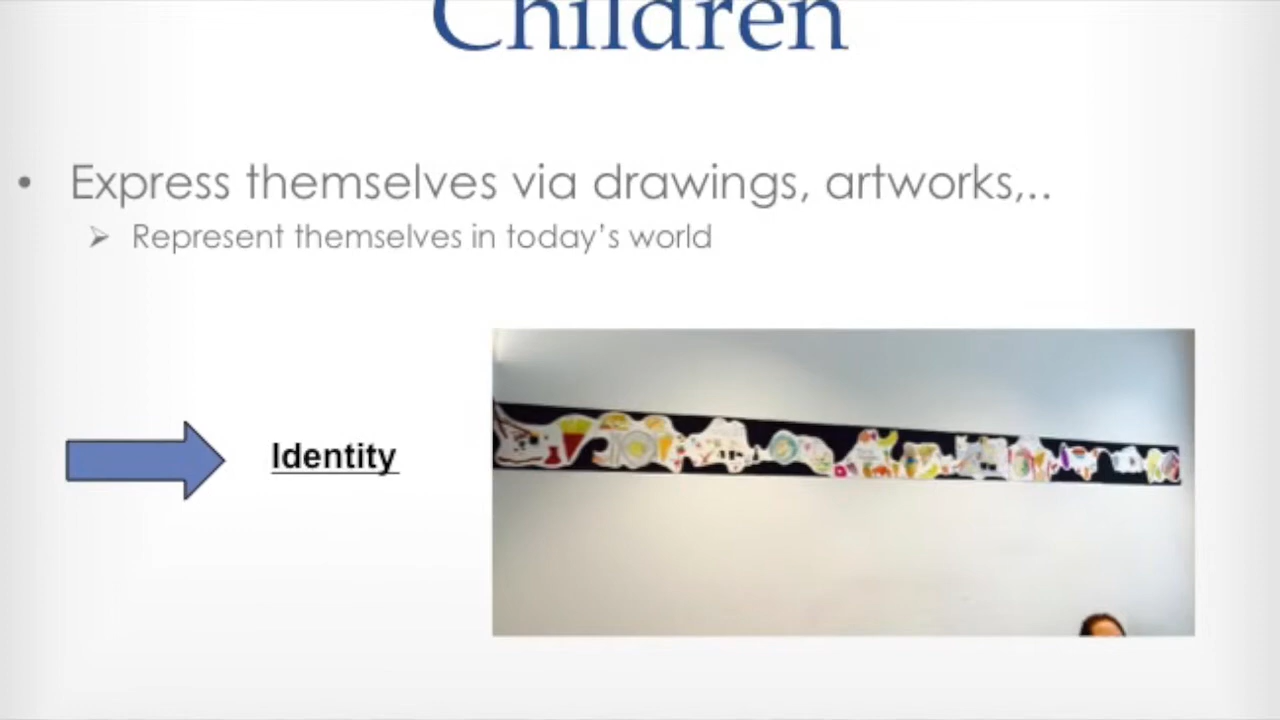 Children
• Express themselves via drawings, artworks,..
➢ Represent themselves in today's world
Identity